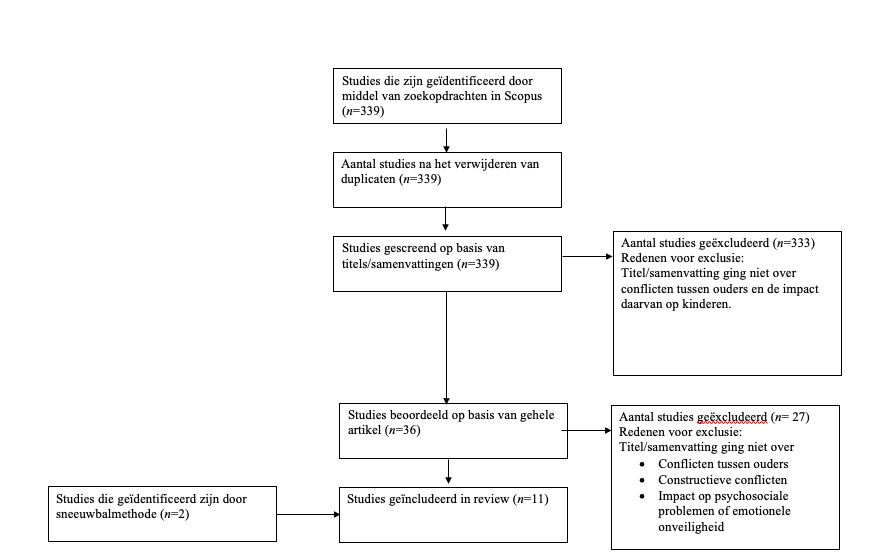 Studies die zijn geïdentificeerd door
middel van zoekopdrachten in Scopus
(n=339)
Aantal studies na het verwijderen van
duplicaten (n=339)
Studies gescreend op basis van
titels/samenvattingen (n=339)
Aantal studies geëxcludeerd (n=333)
Redenen voor exclusie:
Titel/samenvatting ging niet over
conflicten tussen ouders en de impact
daarvan op kinderen.
Studies beoordeeld op basis van gehele
artikel (n=36)
Aantal studies geëxcludeerd (n= 27)
Redenen voor exclusie:
Titel/samenvatting ging niet over
• Conflicten tussen ouders
• Constructieve conflicten
• Impact op psychosociale
problemen of emotionele
onveiligheid
Studies die geïdentificeerd zijn door
sneeuwbalmethode (n=2)
Studies geïncludeerd in review (n=11)